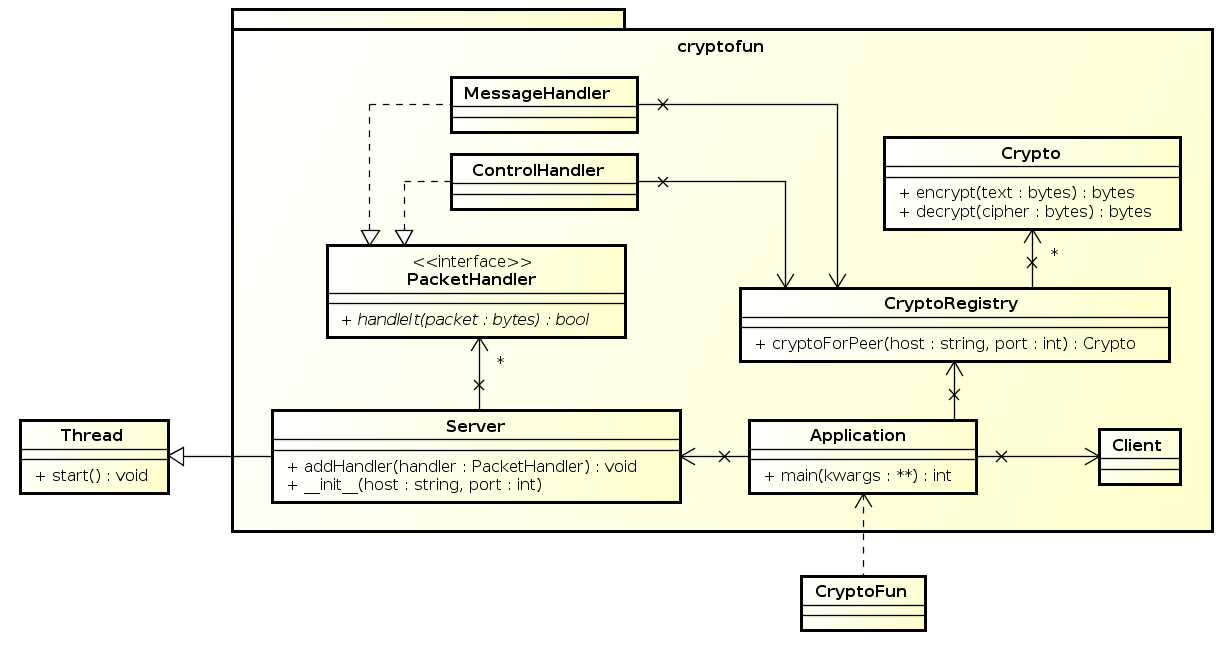 cryptofun
MessageHandler
ControlHandler
Crypto
+ encrypt(text : bytes) : bytes
+ decrypt(cipher : bytes) : bytes
*
<<interface>>
PacketHandler
+ handleIt(packet : bytes) : bool
*
CryptoRegistry
+ cryptoForPeer(host : string, port : int) : Crypto
Thread
+ start() : void
Server
+ addHandler(handler : PacketHandler) : void
+ __init__(host : string, port : int)
Application
+ main(kwargs : **) : int
Client
CryptoFun